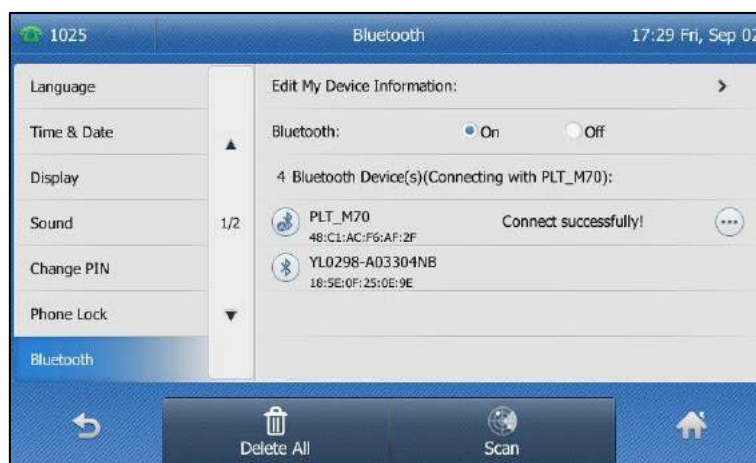 1025 Bluetooth 17:29 Fri, Sep 02
Language
Time & Date
Display
Sound
Change PIN
Phone Lock
Bluetooth
1/2
Edit My Device Information:
Bluetooth: On Off
4 Bluetooth Device(s)(Connecting with PLT_M70):
PLT_M70 Connect successfully!
48:C1:AC:F6:AF:2F
YL0298-A03304NB
18:5E:0F:25:0E:9E
Delete All Scan